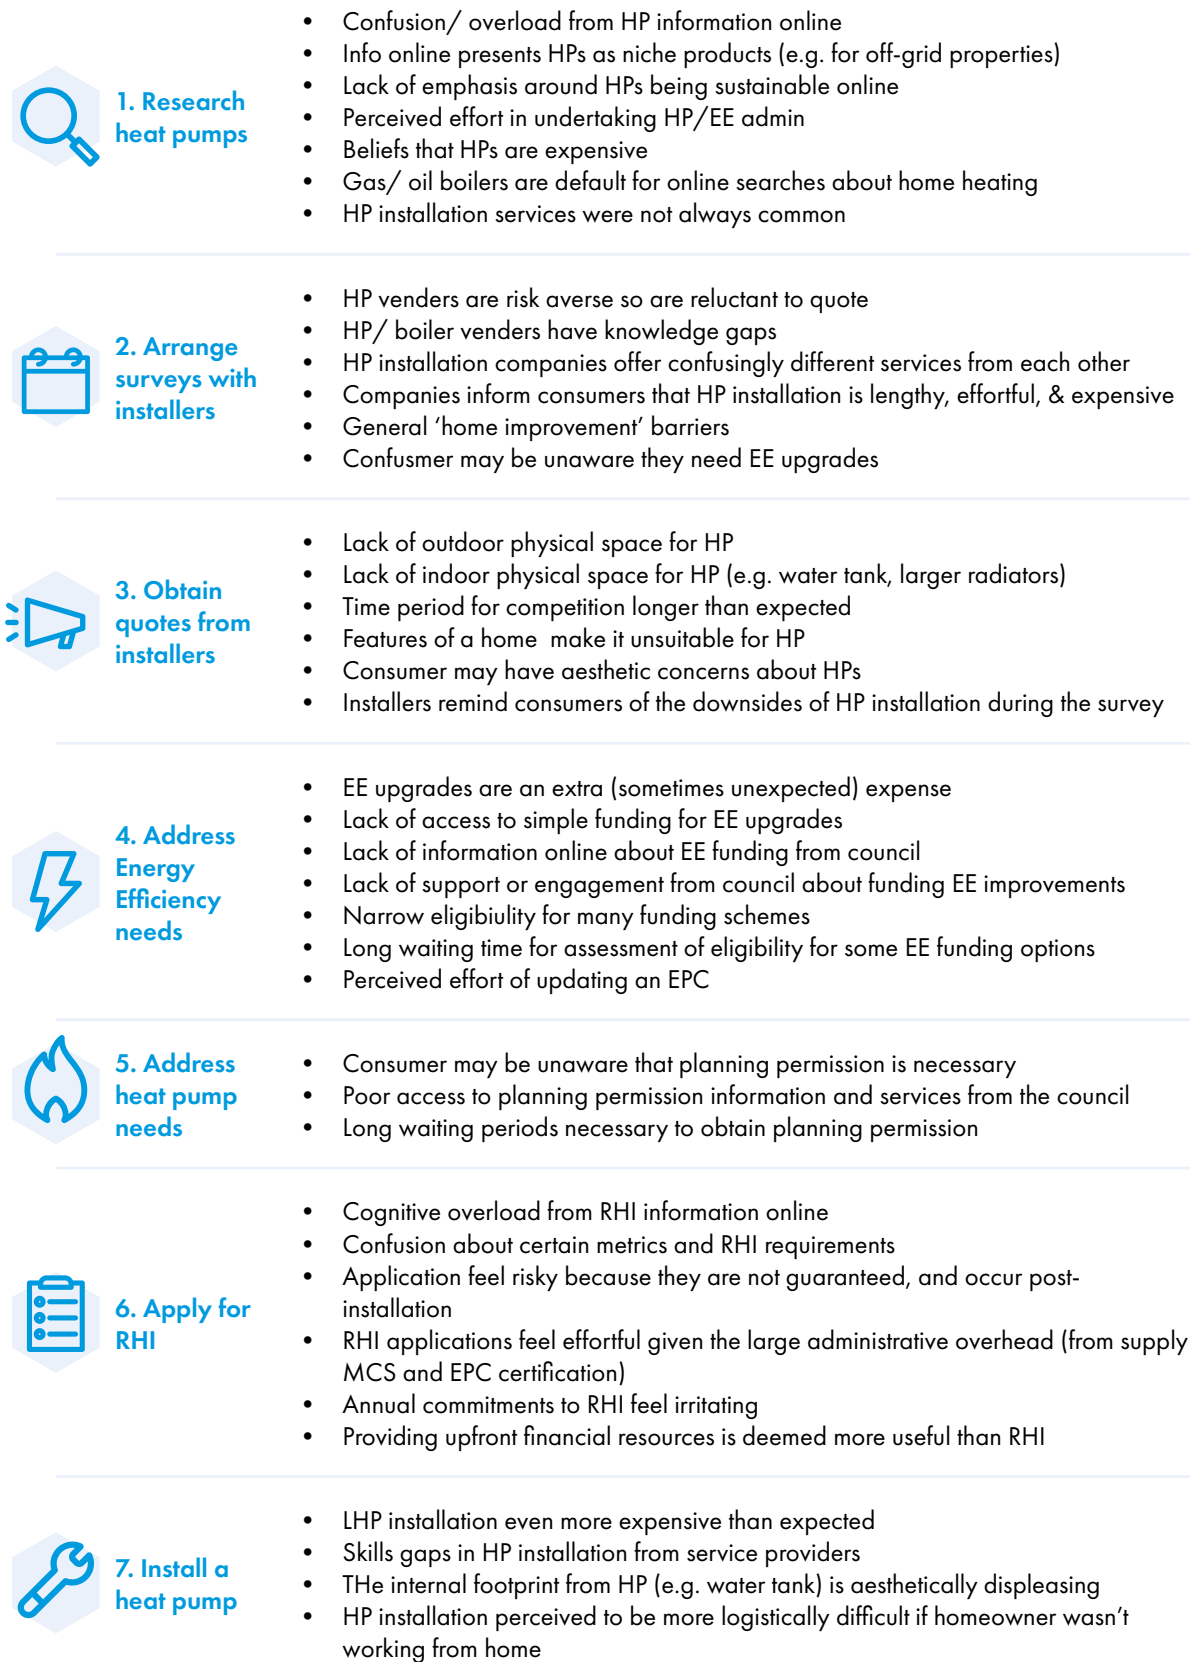 1. Research
heat pumps
• Confusion/ overload from HP information online
• Info online presents HPs as niche products (e.g. for off-grid properties)
• Lack of emphasis around HPs being sustainable online
• Perceived effort in undertaking HP/EE admin
• Beliefs that HPs are expensive
• Gas/ oil boilers are default for online searches about home heating
• HP installation services were not always common
2. Arrange
surveys with
installers
• HP venders are risk averse so are reluctant to quote
• HP/ boiler venders have knowledge gaps
• HP installation companies offer confusingly different services from each other
• Companies inform consumers that HP installation is lengthy, effortful, & expensive
• General ‘home improvement’ barriers
• Confusmer may be unaware they need EE upgrades
3. Obtain
quotes from
installers
• Lack of outdoor physical space for HP
• Lack of indoor physical space for HP (e.g. water tank, larger radiators)
• Time period for competition longer than expected
• Features of a home make it unsuitable for HP
• Consumer may have aesthetic concerns about HPs
• Installers remind consumers of the downsides of HP installation during the survey
4. Address
Energy
Efficiency
needs
• EE upgrades are an extra (sometimes unexpected) expense
• Lack of access to simple funding for EE upgrades
• Lack of information online about EE funding from council
• Lack of support or engagement from council about funding EE improvements
• Narrow eligibiulity for many funding schemes
• Long waiting time for assessment of eligibility for some EE funding options
• Perceived effort of updating an EPC
5. Address
heat pump
needs
• Consumer may be unaware that planning permission is necessary
• Poor access to planning permission information and services from the council
• Long waiting periods necessary to obtain planning permission
6. Apply for
RHI
• Cognitive overload from RHI information online
• Confusion about certain metrics and RHI requirements
• Application feel risky because they are not guaranteed, and occur post-
installation
• RHI applications feel effortful given the large administrative overhead (from supply
MCS and EPC certification)
• Annual commitments to RHI feel irritating
• Providing upfront financial resources is deemed more useful than RHI
7. Install a
heat pump
• LHP installation even more expensive than expected
• Skills gaps in HP installation from service providers
• THe internal footprint from HP (e.g. water tank) is aesthetically displeasing
• HP installation perceived to be more logistically difficult if homeowner wasn’t
working from home